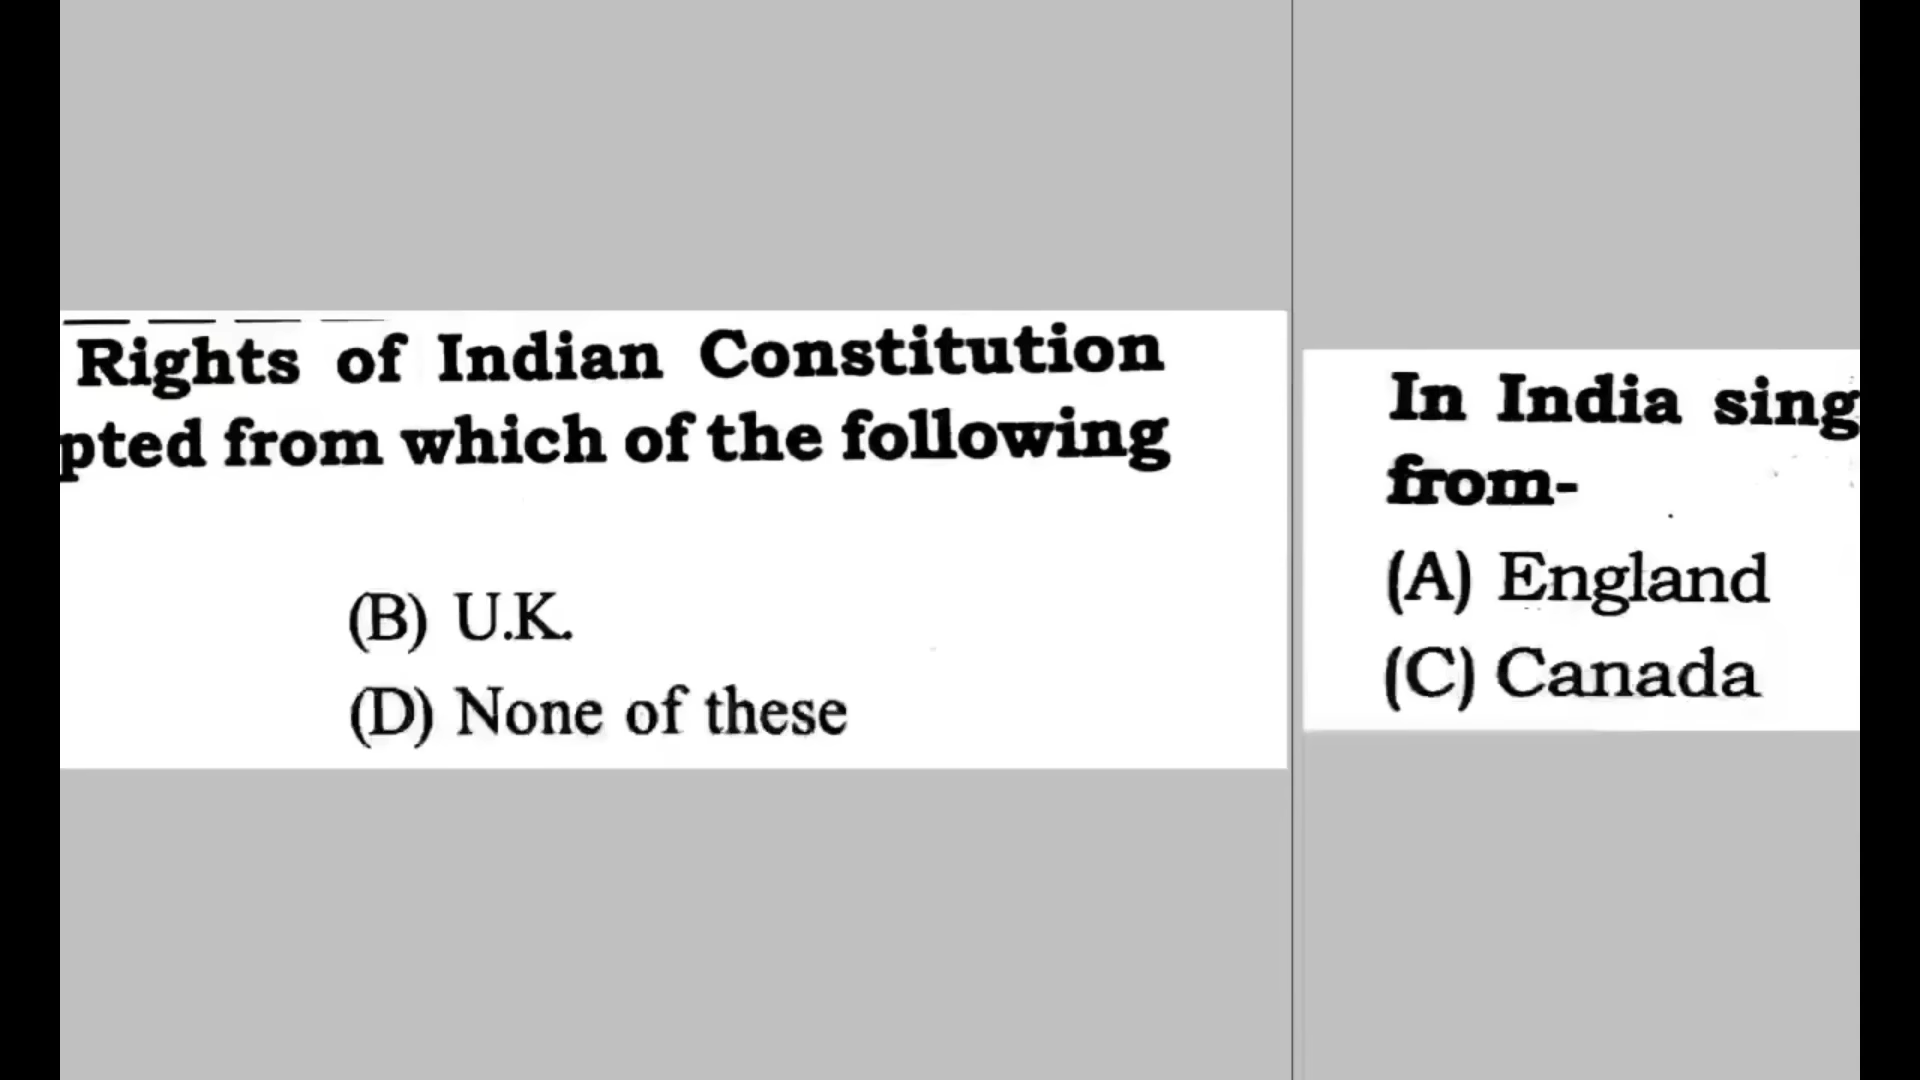 Rights of Indian Constitution
pted from which of the following
(B) U.K.
(D) None of these
In India sing
from-
(A) England
(C) Canada